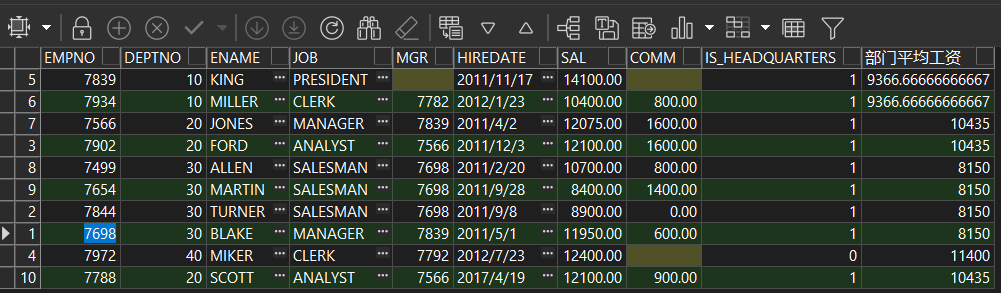 EMPNO DEPTNO ENAME JOB MGR HIREDATE SAL COMM IS_HEADQUARTERS 部门平均工资
5 7839 10 KING ··· PRESIDENT ··· 2011/11/17 ··· 14100.00 1 9366.66666666667
6 7934 10 MILLER ··· CLERK ··· 7782 2012/1/23 ··· 10400.00 800.00 1 9366.66666666667
7 7566 20 JONES ··· MANAGER ··· 7839 2011/4/2 ··· 12075.00 1600.00 1 10435
3 7902 20 FORD ··· ANALYST ··· 7566 2011/12/3 ··· 12100.00 1600.00 1 10435
8 7499 30 ALLEN ··· SALESMAN ··· 7698 2011/2/20 ··· 10700.00 800.00 1 8150
9 7654 30 MARTIN ··· SALESMAN ··· 7698 2011/9/28 ··· 8400.00 1400.00 1 8150
2 7844 30 TURNER ··· SALESMAN ··· 7698 2011/9/8 ··· 8900.00 0.00 1 8150
1 7698 30 BLAKE ··· MANAGER ··· 7839 2011/5/1 ··· 11950.00 600.00 1 8150
4 7972 40 MIKER ··· CLERK ··· 7792 2012/7/23 ··· 12400.00 0 11400
10 7788 20 SCOTT ··· ANALYST ··· 7566 2017/4/19 ··· 12100.00 900.00 1 10435